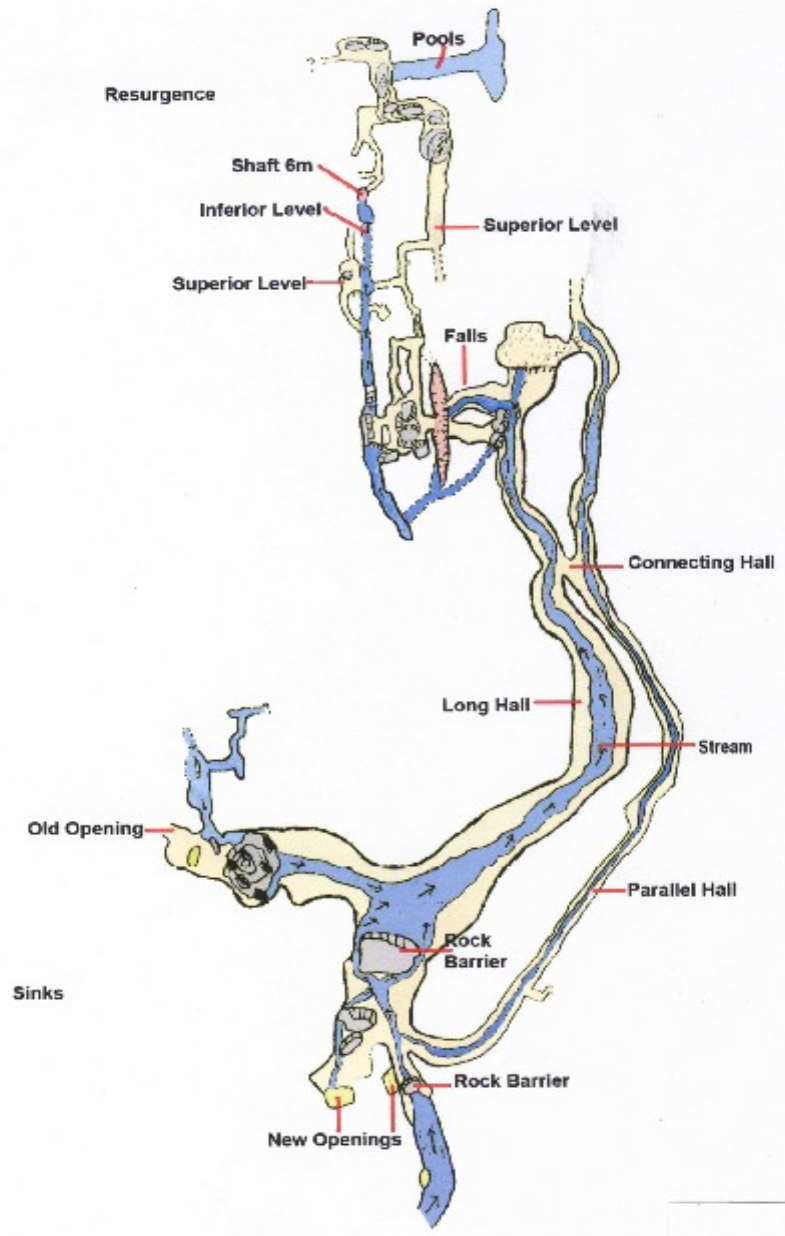 Pools
Resurgence
Shaft 6m
Inferior Level
Superior Level
Superior Level
Falls
Connecting Hall
Long Hall
Stream
Old Opening
Parallel Hall
Rock
Barrier
Sinks
Rock Barrier
New Openings